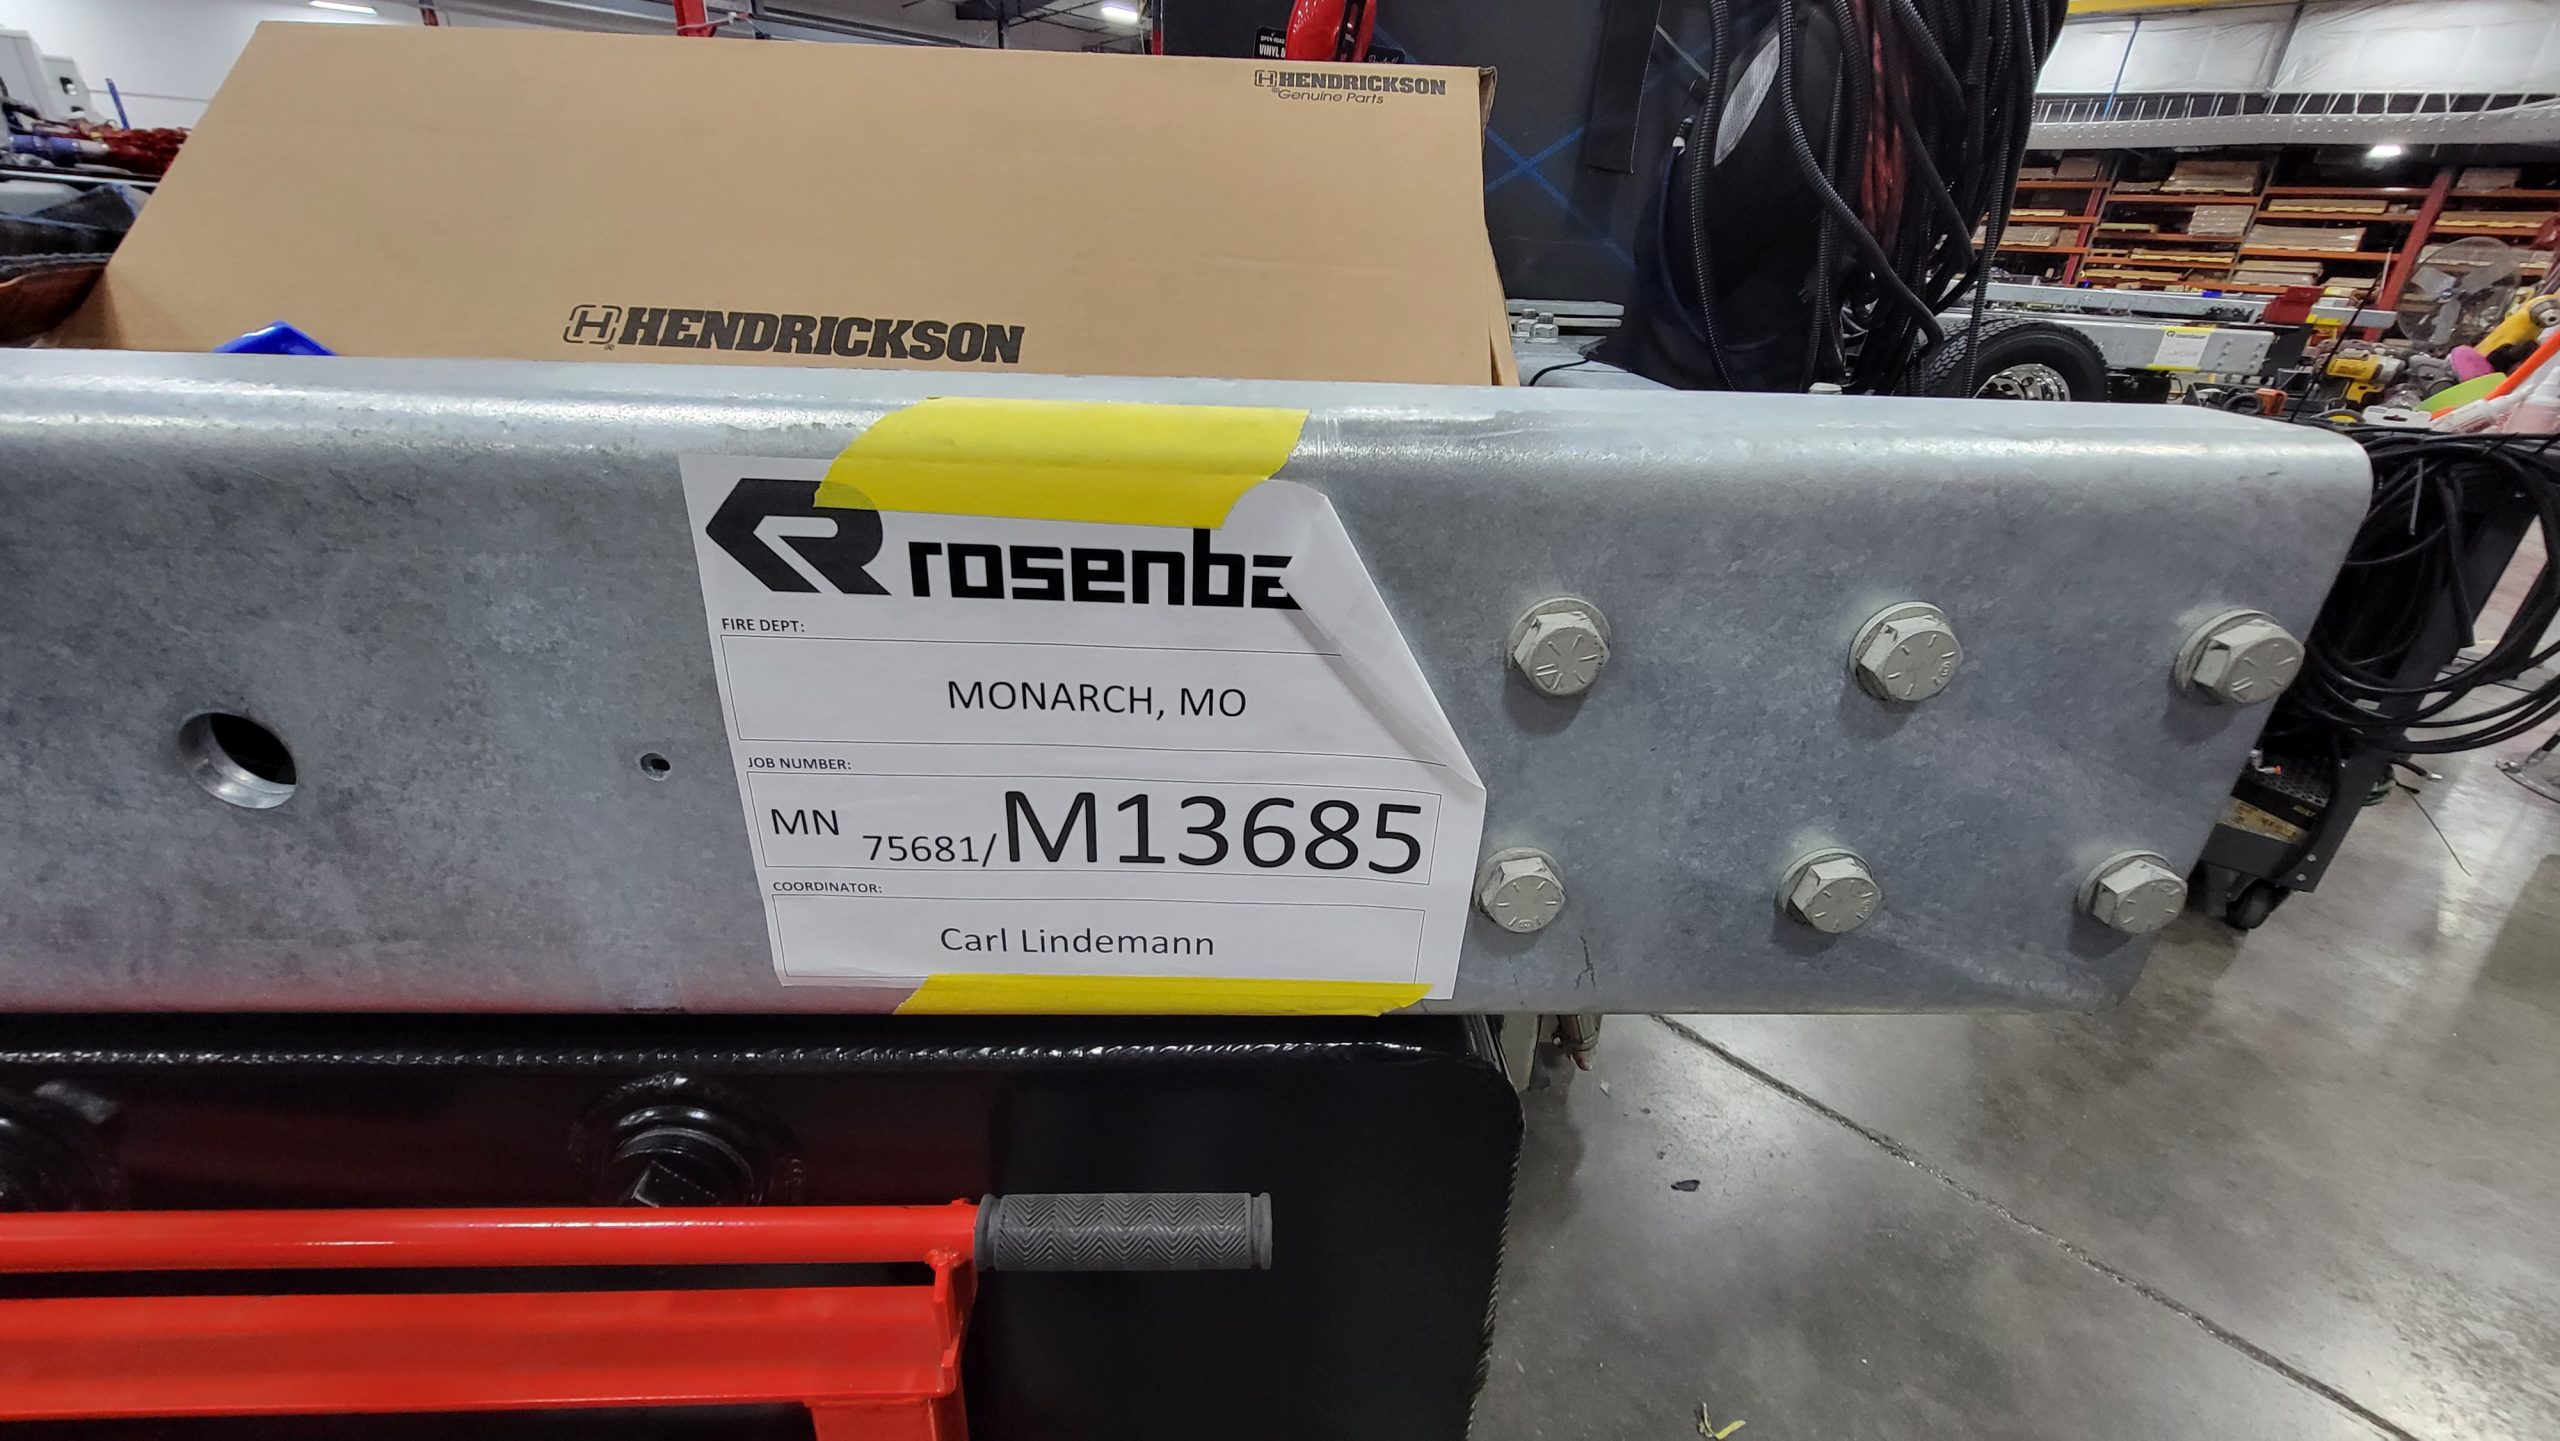 HENDRICKSON
Genuine Parts
HENDRICKSON
rosenba
FIRE DEPT:
MONARCH, MO
JOB NUMBER:
MN 75681/M13685
COORDINATOR:
Carl Lindemann